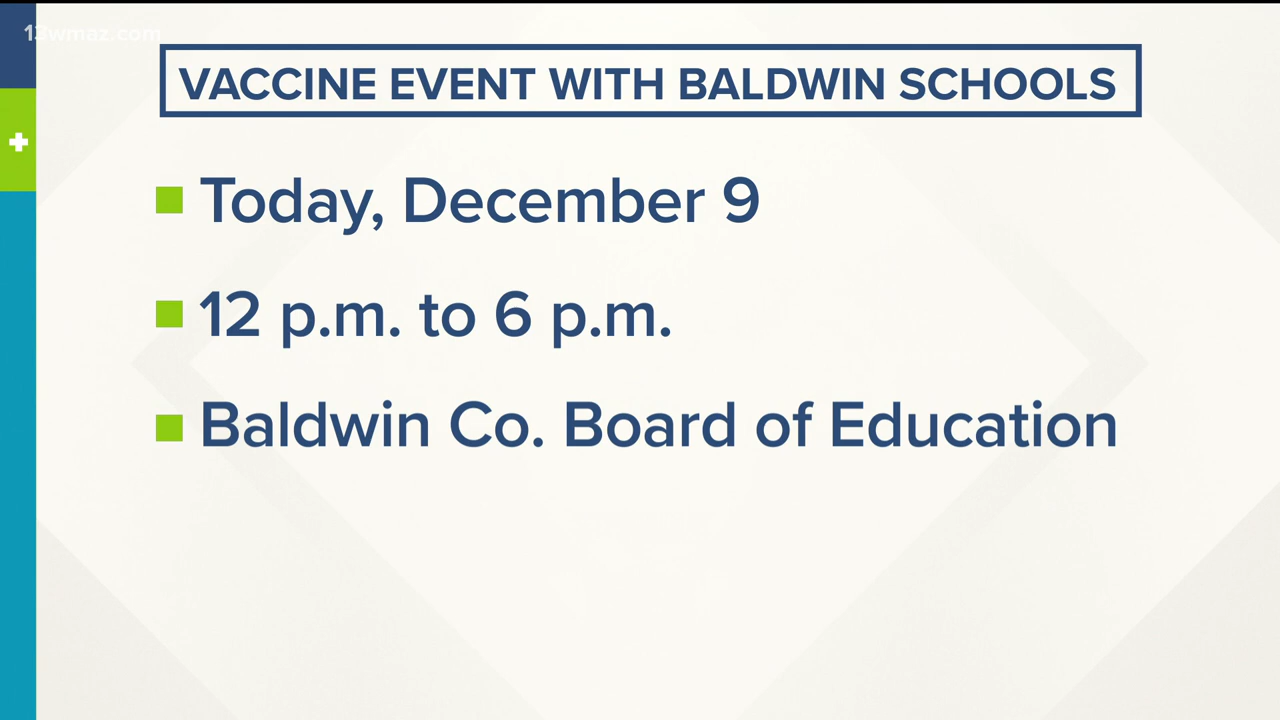 13wmaz.com
VACCINE EVENT WITH BALDWIN SCHOOLS
Today, December 9
12 p.m. to 6 p.m.
Baldwin Co. Board of Education